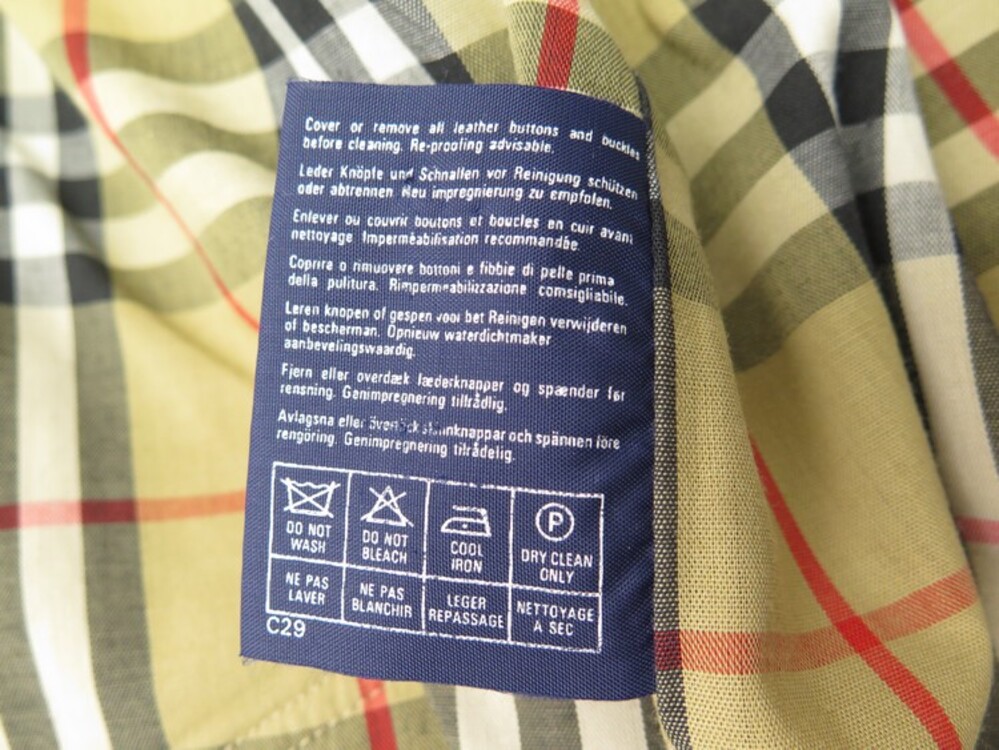 Cover or remove all leather buttons and buckles
before cleaning. Re-proofing advisable.
Leder Knöpfe und Schnallen vor Reinigung schützen
oder abtrennen Neu impregnierung zu empfolen.
Enlever ou couvrir boutons et boucles en cuir avant
nettoyage Imperméabilisation recommandée.
Coprira o rimuovere bottoni e fibbie di pelle prima
della pulitura. Rimpermeabilizzazione comsigliabile.
Leren knopen of gespen voor bet Reinigen verwijderen
of bescherman. Opnieuw waterdichtmaker
aanbevelingswaardig.
Fjern eller overdæk læderknapper og spænder før
rensning. Genimpregnering tillrådlig.
Avlagsna eller och spännen före
rengöring. Genimpregnering tilrådelig.
DO NOT
WASH
DO NOT
BLEACH
COOL
IRON
P
DRY CLEAN
ONLY
NE PAS
LAVER
NE PAS
BLANCHIR
LEGER
REPASSAGE
NETTOYAGE
A SEC
C29